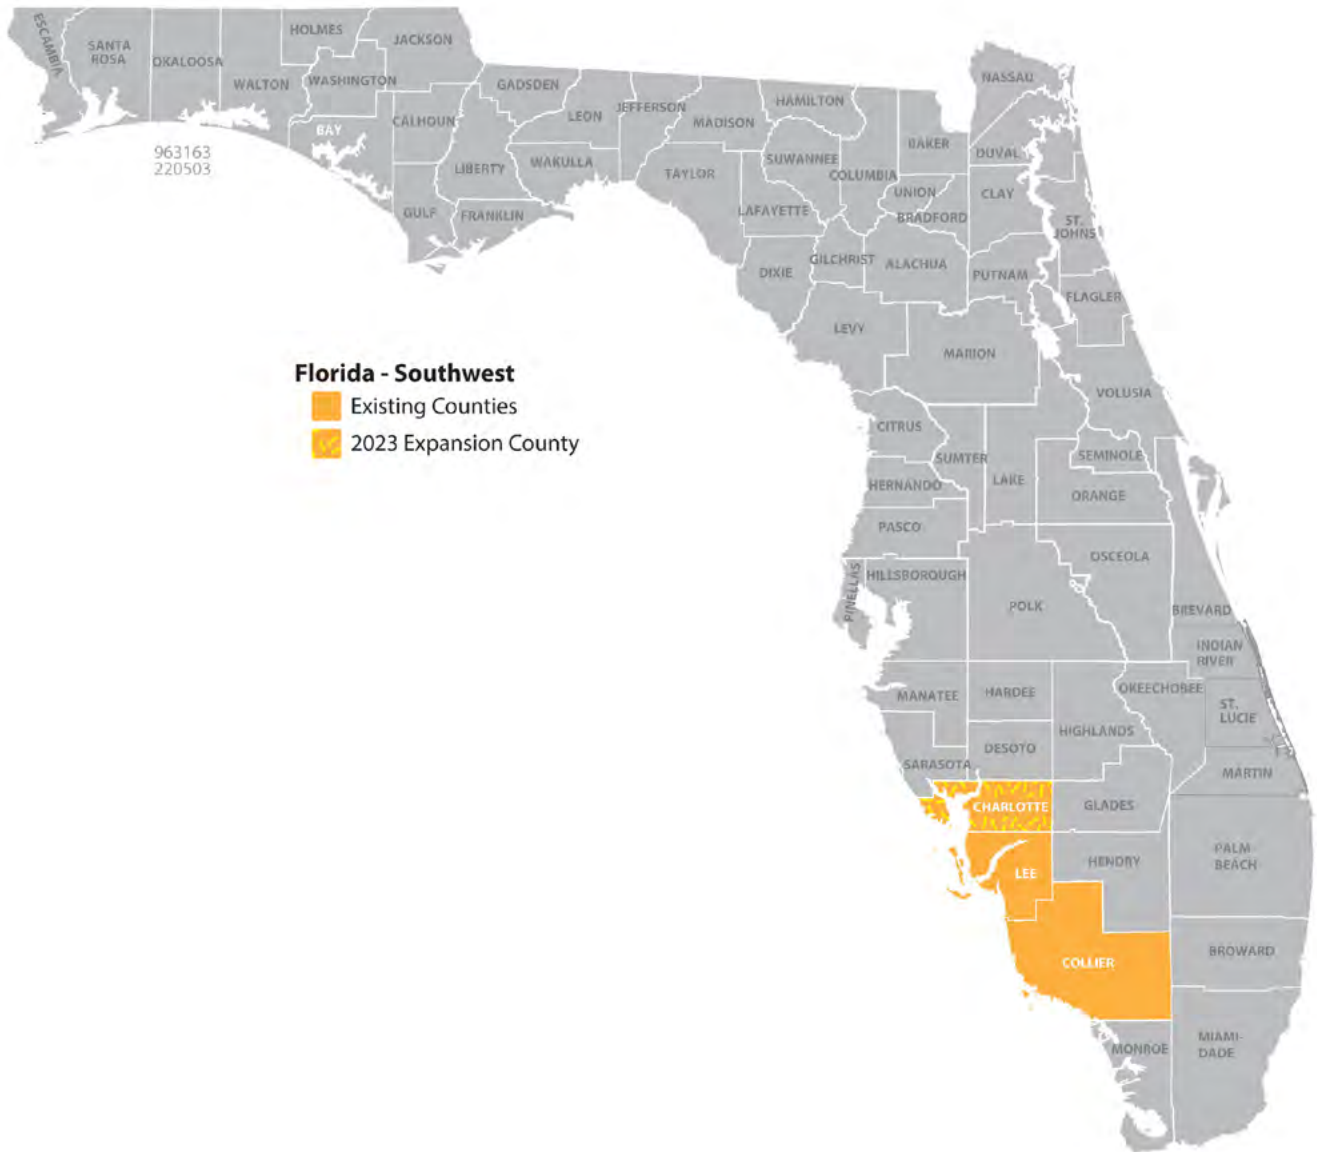 ESCAMBIA
SANTA
ROSA
OKALOOSA
WALTON
HOLMES
WASHINGTON
JACKSON
BAY
CALHOUN
GULF
LIBERTY
FRANKLIN
GADSDEN
LEON
WAKULLA
JEFFERSON
MADISON
TAYLOR
HAMILTON
SUWANNEE
LAFAYETTE
DIXIE
COLUMBIA
GILCHRIST
BAKER
UNION
BRADFORD
ALACHUA
NASSAU
DUVAL
CLAY
ST.
JOHNS
PUTNAM
FLAGLER
963163
220503
LEVY
MARION
VOLUSIA
Florida - Southwest
Existing Counties
2023 Expansion County
CITRUS
SUMTER
LAKE
SEMINOLE
HERNANDO
ORANGE
PASCO
OSCEOLA
PINELLAS
HILLSBOROUGH
POLK
BREVARD
INDIAN
RIVER
MANATEE
HARDEE
OKEECHOBEE
ST.
LUCIE
HIGHLANDS
DESOTO
SARASOTA
MARTIN
CHARLOTTE
GLADES
LEE
HENDRY
PALM
BEACH
COLLIER
BROWARD
MONROE
MIAMI-
DADE